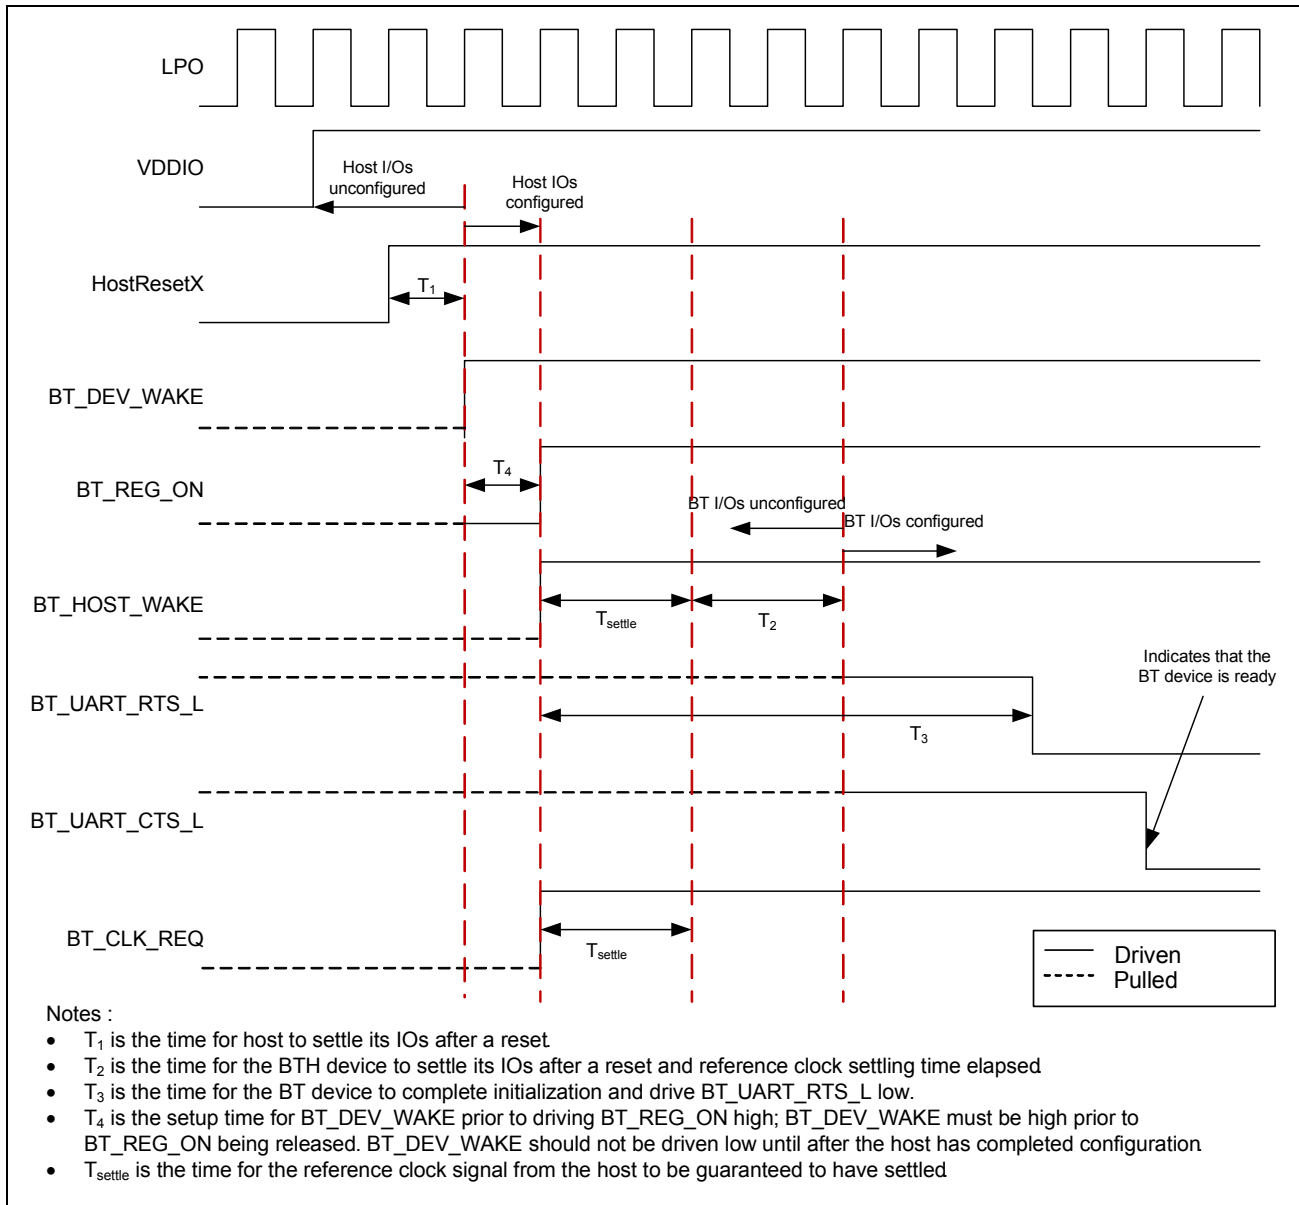 LPO
VDDIO
Host I/Os
unconfigured
Host IOs
configured
HostResetX
T1
BT_DEV_WAKE
T4
BT_REG_ON
BT I/Os unconfigured
BT I/Os configured
BT_HOST_WAKE
Tsettle
T2
Indicates that the
BT device is ready
BT_UART_RTS_L
T3
BT_UART_CTS_L
BT_CLK_REQ
Tsettle
Driven
Pulled
Notes :
• T1 is the time for host to settle its IOs after a reset.
• T2 is the time for the BTH device to settle its IOs after a reset and reference clock settling time elapsed.
• T3 is the time for the BT device to complete initialization and drive BT_UART_RTS_L low.
• T4 is the setup time for BT_DEV_WAKE prior to driving BT_REG_ON high; BT_DEV_WAKE must be high prior to
BT_REG_ON being released. BT_DEV_WAKE should not be driven low until after the host has completed configuration.
• Tsettle is the time for the reference clock signal from the host to be guaranteed to have settled.